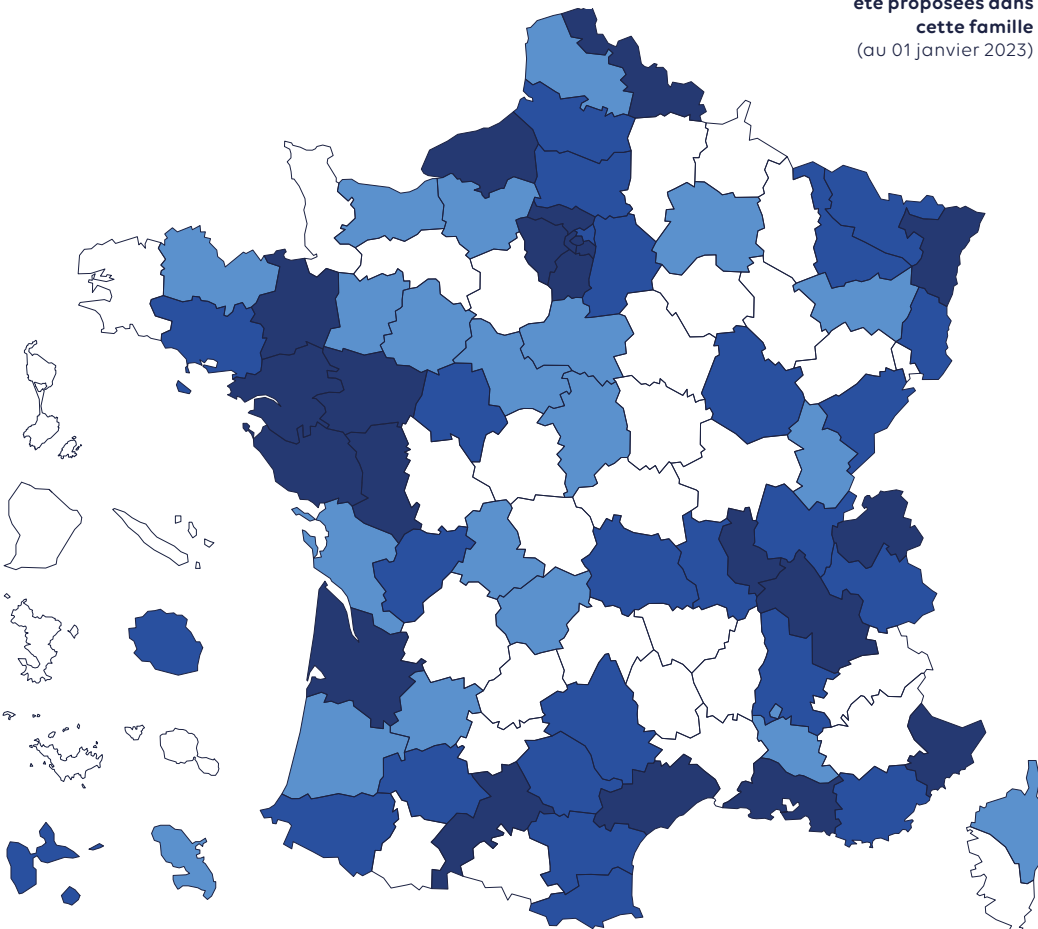 été proposées dans
cette famille
(au 01 janvier 2023)